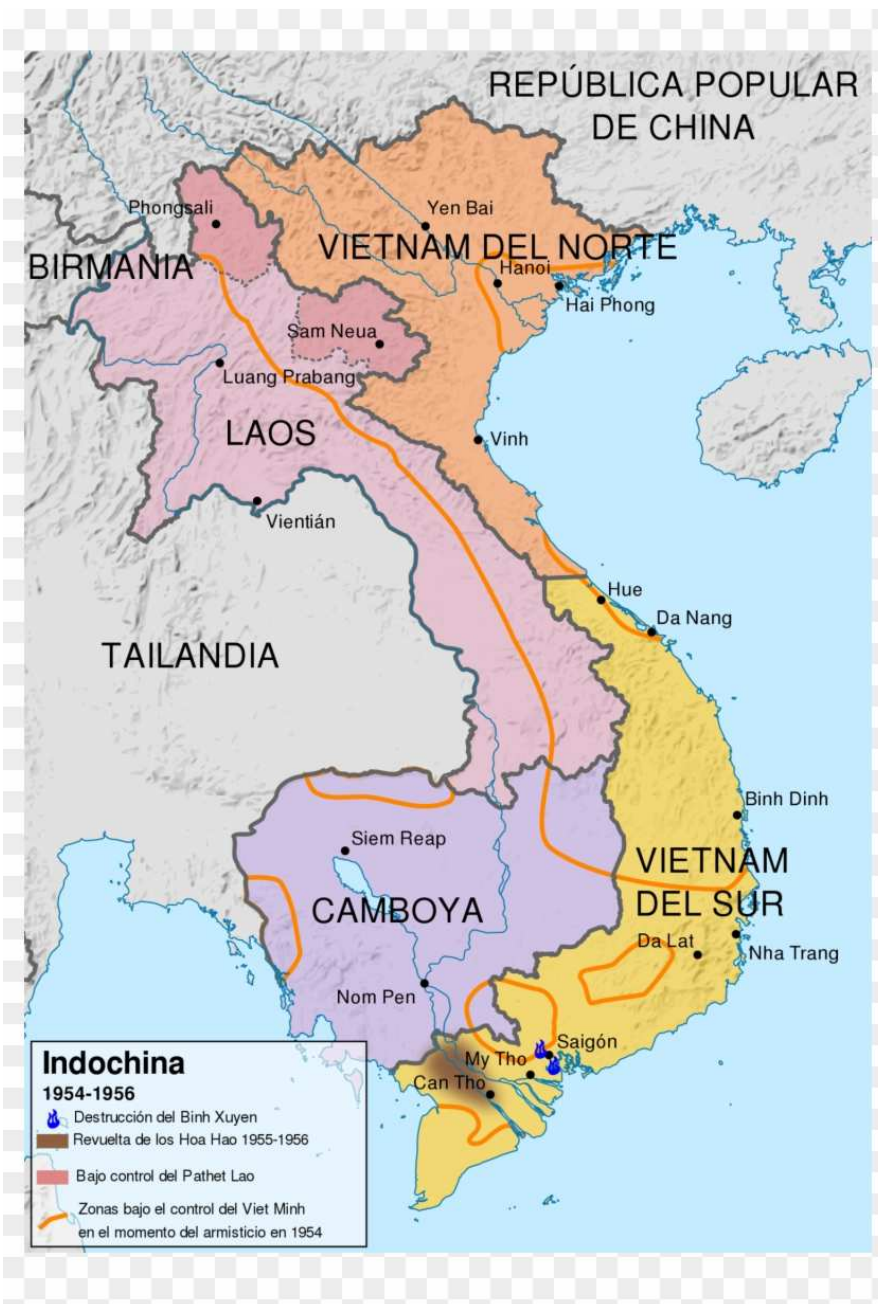 REPÚBLICA POPULAR
DE CHINA
Phongsali
Yen Bai
VIETNAM DEL NORTE
BIRMANIA
Hanoi
Hai Phong
Sam Neua
Luang Prabang
LAOS
Vinh
Vientián
Hue
Da Nang
TAILANDIA
Binh Dinh
Siem Reap
VIETNAM
DEL SUR
CAMBOYA
Da Lat
Nha Trang
Nom Pen
Saigón
My Tho
Can Tho
Indochina
1954-1956
Destrucción del Binh Xuyen
Revuelta de los Hoa Hao 1955-1956
Bajo control del Pathet Lao
Zonas bajo el control del Viet Minh
en el momento del armisticio en 1954